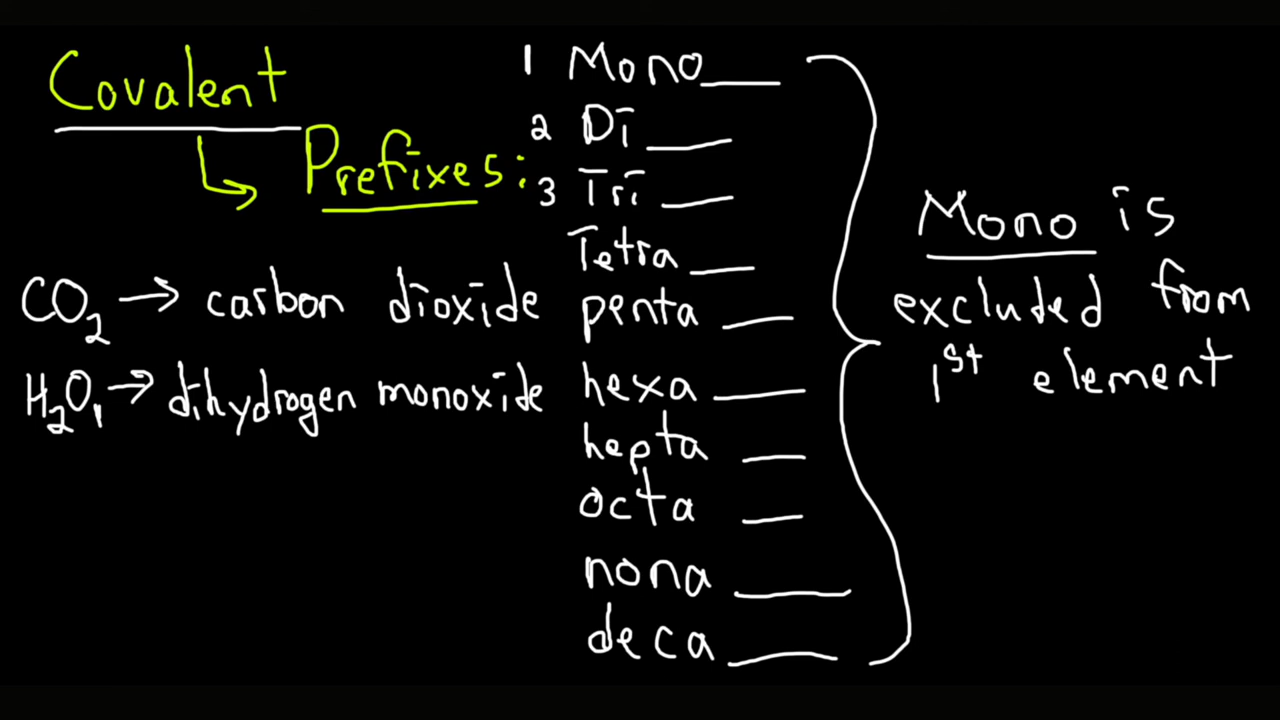 Covalent
Prefixes:
CO2 → carbon dioxide
H2O1 → dihydrogen monoxide
1 Mono
2 Di
3 Tri
Tetra
penta
hexa
hepta
octa
nona
deca
Mono is
excluded from
1st element